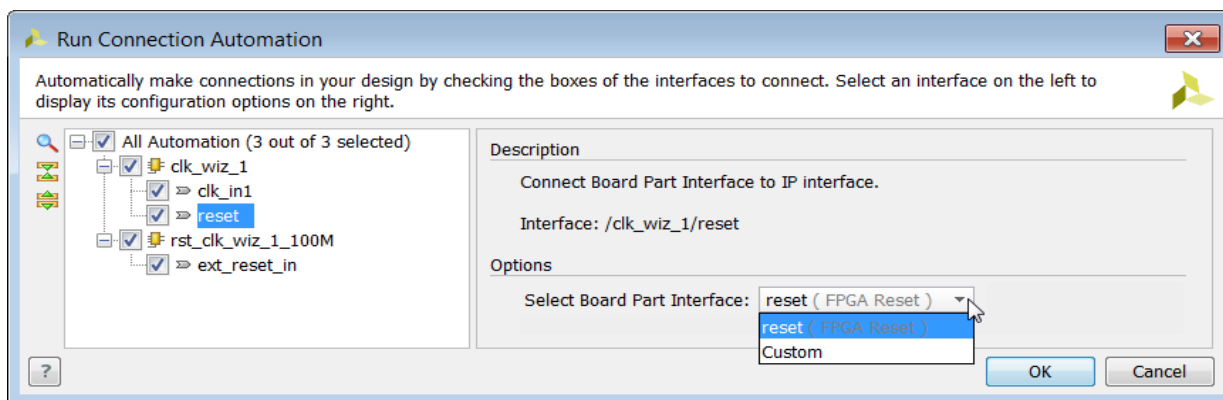 Run Connection Automation
Automatically make connections in your design by checking the boxes of the interfaces to connect. Select an interface on the left to
display its configuration options on the right.
All Automation (3 out of 3 selected)
clk_wiz_1
clk_in1
reset
rst_clk_wiz_1_100M
ext_reset_in
Description
Connect Board Part Interface to IP interface.
Interface: /clk_wiz_1/reset
Options
Select Board Part Interface: reset ( FPGA Reset )
reset ( FPGA Reset )
Custom
?
OK Cancel